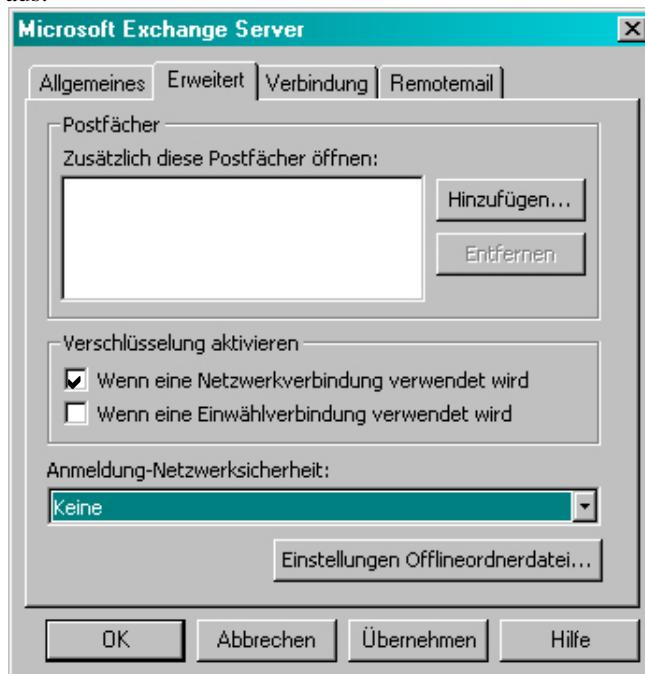 aus.
Microsoft Exchange Server
Allgemeines Erweitert Verbindung Remotemail
Postfächer
Zusätzlich diese Postfächer öffnen:
Hinzufügen...
Entfernen
Verschlüsselung aktivieren
Wenn eine Netzwerkverbindung verwendet wird
Wenn eine Einwählverbindung verwendet wird
Anmeldung-Netzwerksicherheit:
Keine
Einstellungen Offlineordnerdatei...
OK Abbrechen Übernehmen Hilfe